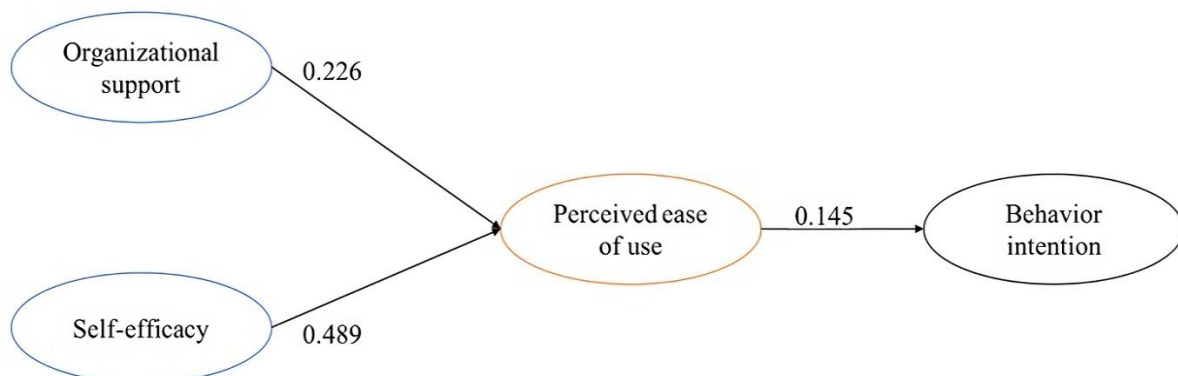 Organizational
support
0.226
Perceived ease
of use
0.145
Behavior
intention
Self-efficacy
0.489